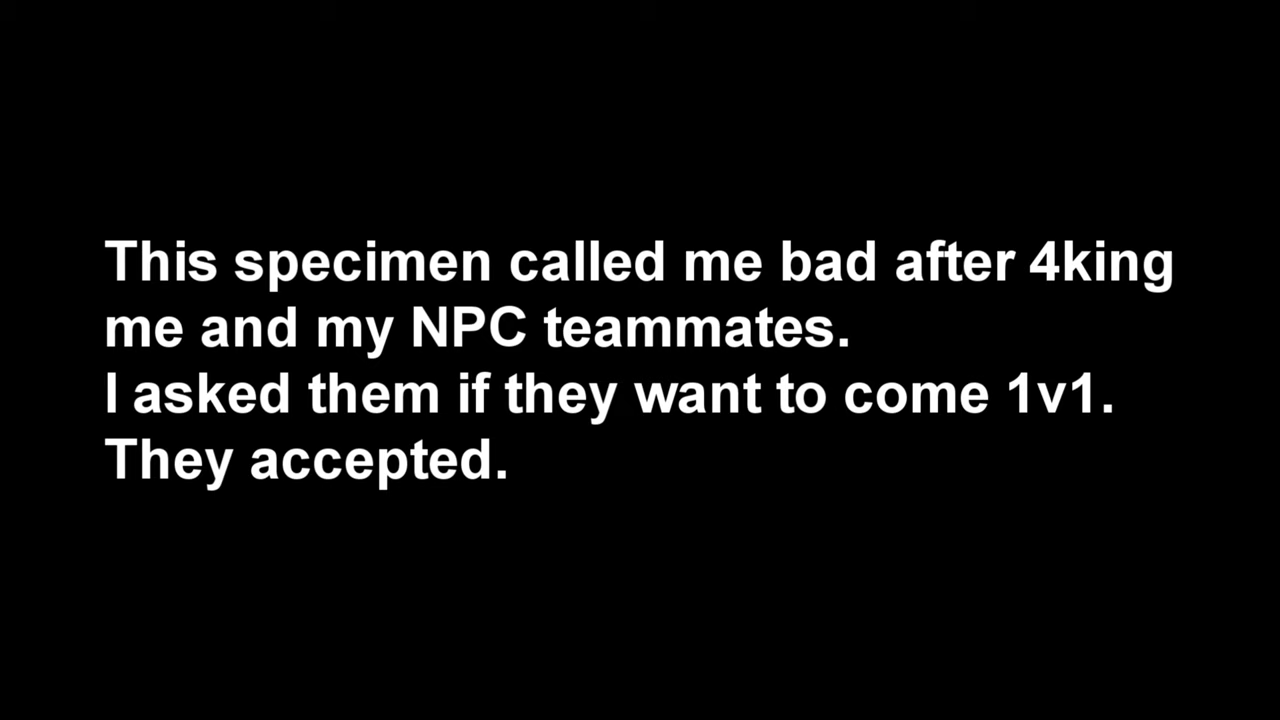 This specimen called me bad after 4king
me and my NPC teammates.
I asked them if they want to come 1v1.
They accepted.